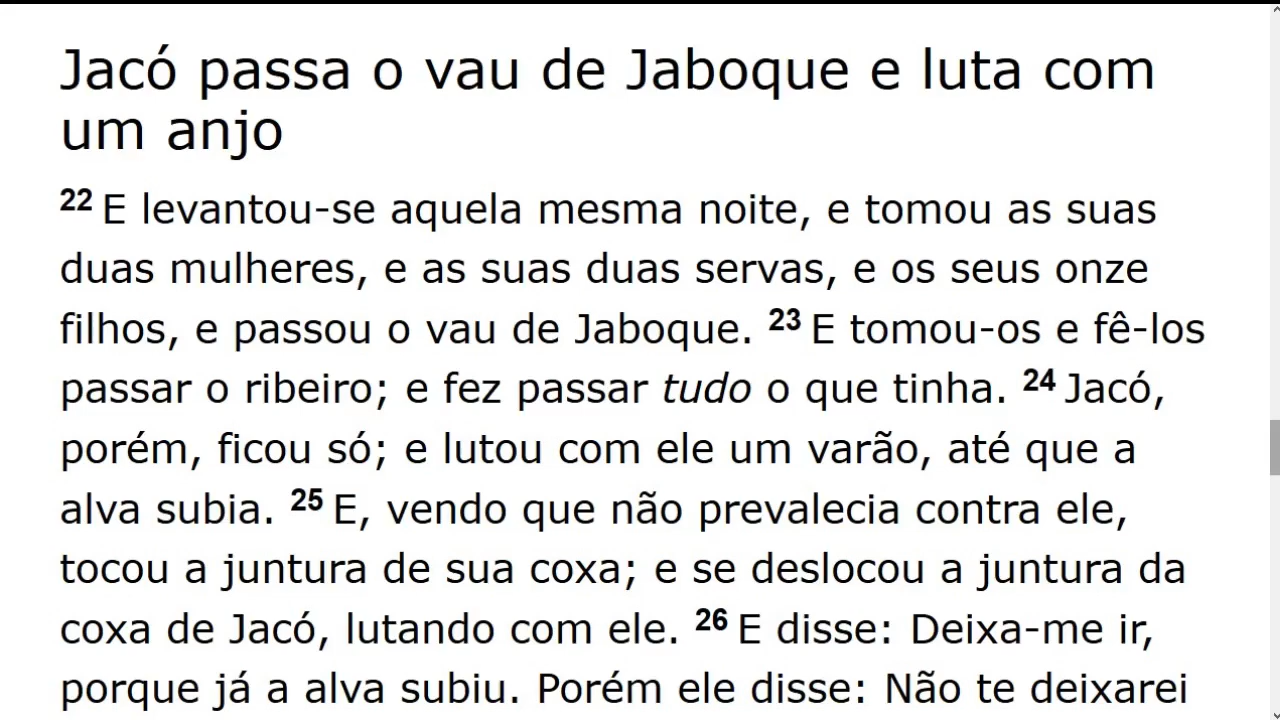 Jacó passa o vau de Jaboque e luta com
um anjo
22 E levantou-se aquela mesma noite, e tomou as suas
duas mulheres, e as suas duas servas, e os seus onze
filhos, e passou o vau de Jaboque. 23 E tomou-os e fê-los
passar o ribeiro; e fez passar tudo o que tinha. 24 Jacó,
porém, ficou só; e lutou com ele um varão, até que a
alva subia. 25 E, vendo que não prevalecia contra ele,
tocou a juntura de sua coxa; e se deslocou a juntura da
coxa de Jacó, lutando com ele. 26 E disse: Deixa-me ir,
porque já a alva subiu. Porém ele disse: Não te deixarei